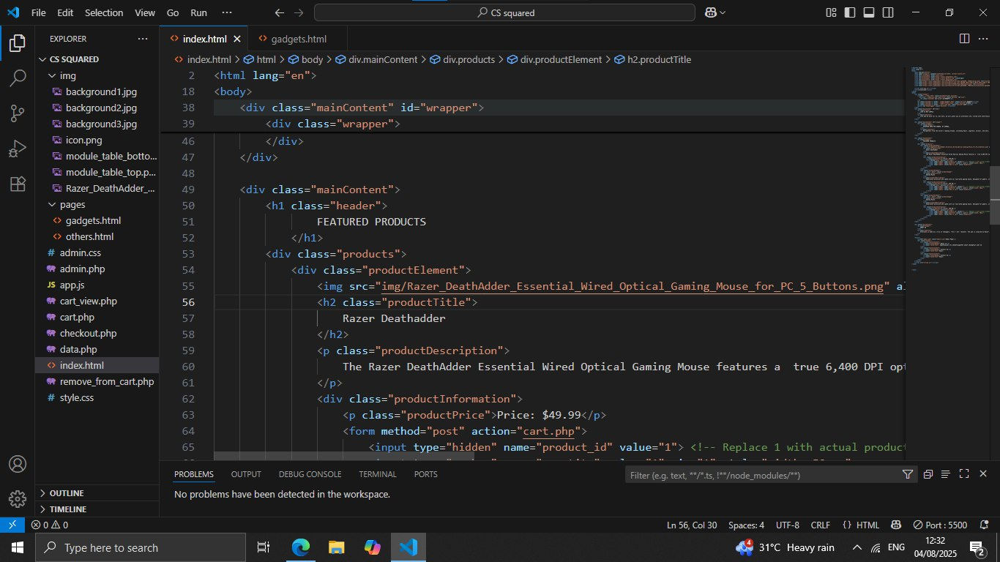 File Edit Selection View Go Run ···
CS squared
EXPLORER ···
CS SQUARED
img
background1.jpg
background2.jpg
background3.jpg
icon.png
module_table_botto...
module_table_top.p...
Razer_DeathAdder_...
pages
gadgets.html
others.html
# admin.css
admin.php
JS app.js
cart_view.php
cart.php
checkout.php
data.php
<> index.html
remove_from_cart.php
# style.css
OUTLINE
TIMELINE
<> index.html ×
<> gadgets.html
<> index.html > html > body > div.mainContent > div.products > div.productElement > h2.productTitle
2 <html lang="en">
18 <body>
38 <div class="mainContent" id="wrapper">
39 <div class="wrapper">
46 </div>
47 </div>
48
49 <div class="mainContent">
50 <h1 class="header">
51 FEATURED PRODUCTS
52 </h1>
53 <div class="products">
54 <div class="productElement">
55 <img src="img/Razer_DeathAdder_Essential_Wired_Optical_Gaming_Mouse_for_PC_5_Buttons.png" al
56 <h2 class="productTitle">
57 Razer Deathadder
58 </h2>
59 <p class="productDescription">
60 The Razer DeathAdder Essential Wired Optical Gaming Mouse features a  true 6,400 DPI opt
61 </p>
62 <div class="productInformation">
63 <p class="productPrice">Price: $49.99</p>
64 <form method="post" action="cart.php">
65 <input type="hidden" name="product_id" value="1"> <!-- Replace 1 with actual product
PROBLEMS OUTPUT DEBUG CONSOLE TERMINAL PORTS
Filter (e.g. text, **/*.ts, !**/node_modules/**)
No problems have been detected in the workspace.
0 0
Ln 56, Col 30 Spaces: 4 UTF-8 CRLF {} HTML Port : 5500
Type here to search
31°C Heavy rain
ENG
12:32
04/08/2025
2